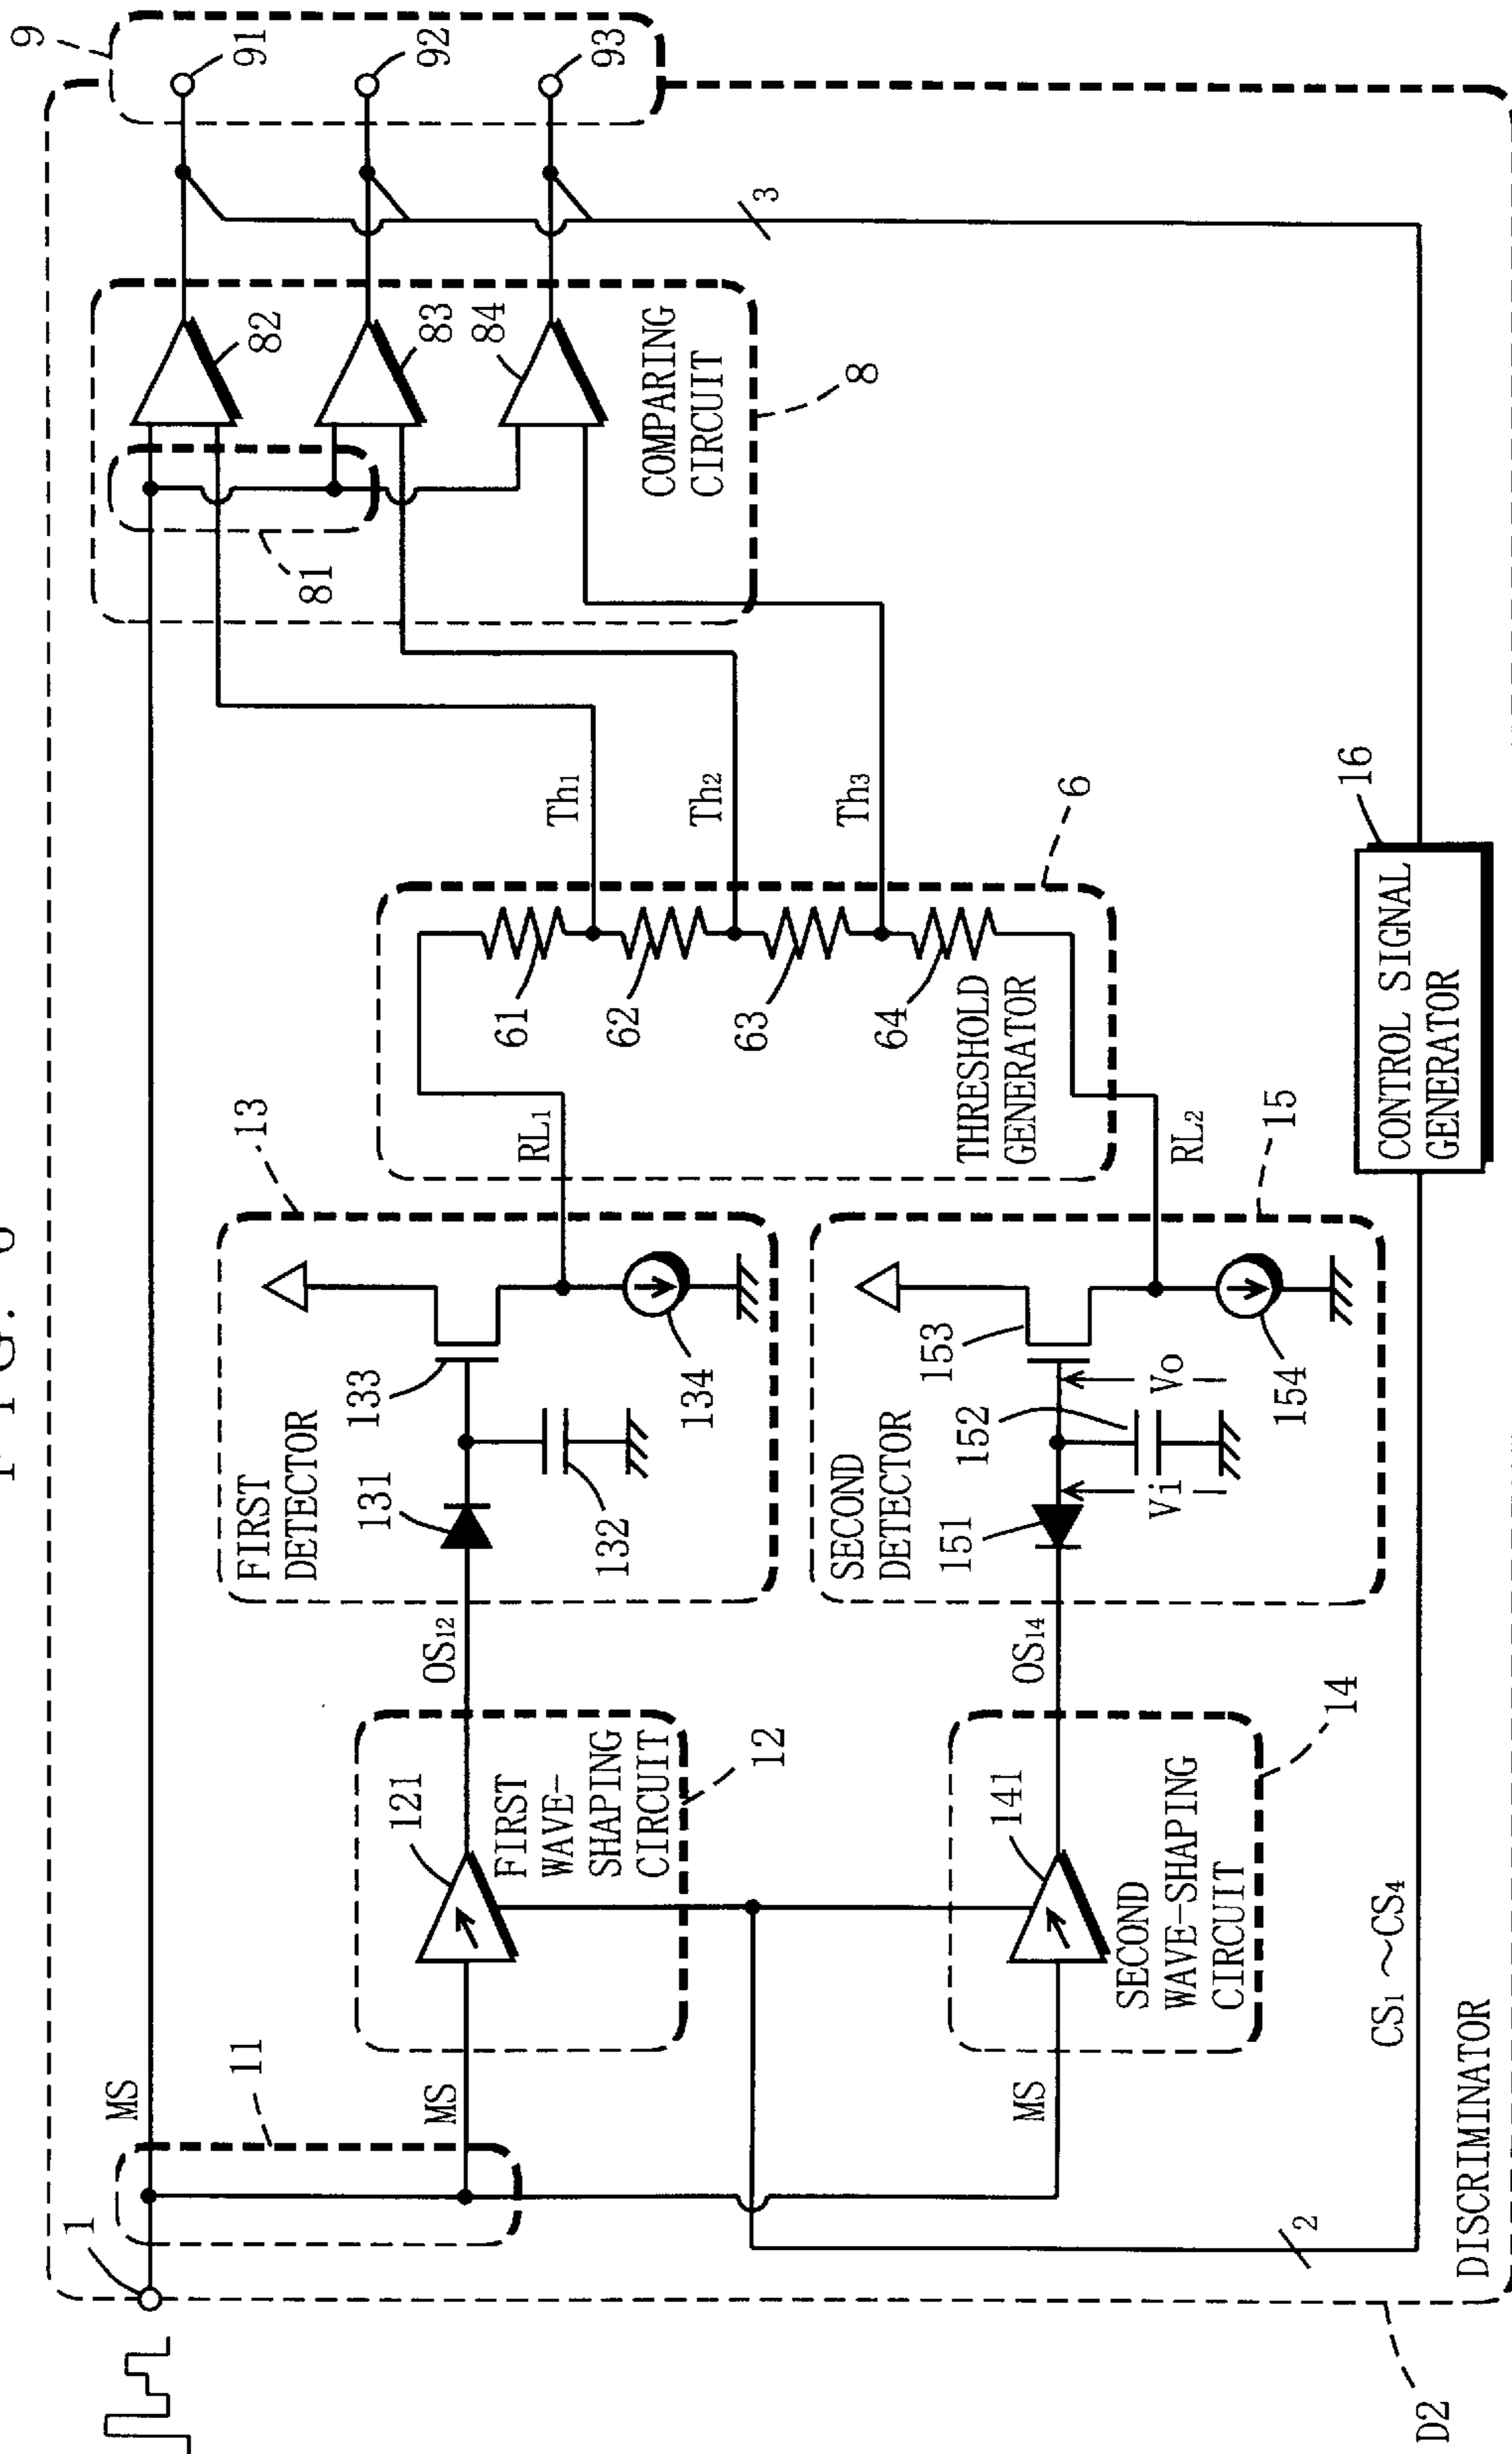 1
MS
11
MS
MS
121
FIRST
WAVE-
SHAPING
CIRCUIT
12
OS12
141
SECOND
WAVE-SHAPING
CIRCUIT
14
OS14
FIRST
DETECTOR
13
131
132
133
134
SECOND
DETECTOR
15
151
152
153
154
Vi
Vo
RL1
RL2
61
62
63
64
THRESHOLD
GENERATOR
6
Th1
Th2
Th3
81
82
83
84
COMPARING
CIRCUIT
8
9
91
92
93
3
16
CONTROL SIGNAL
GENERATOR
CS1 ~CS4
2
DISCRIMINATOR
D2